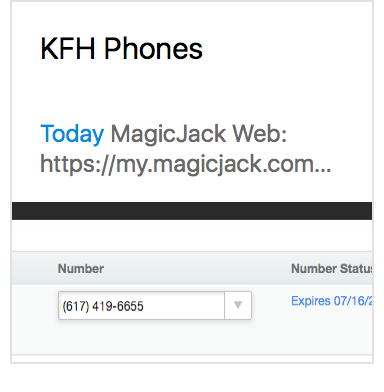 KFH Phones
Today MagicJack Web:
https://my.magicjack.com...
Number
Number Status
(617) 419-6655
Expires 07/16/2